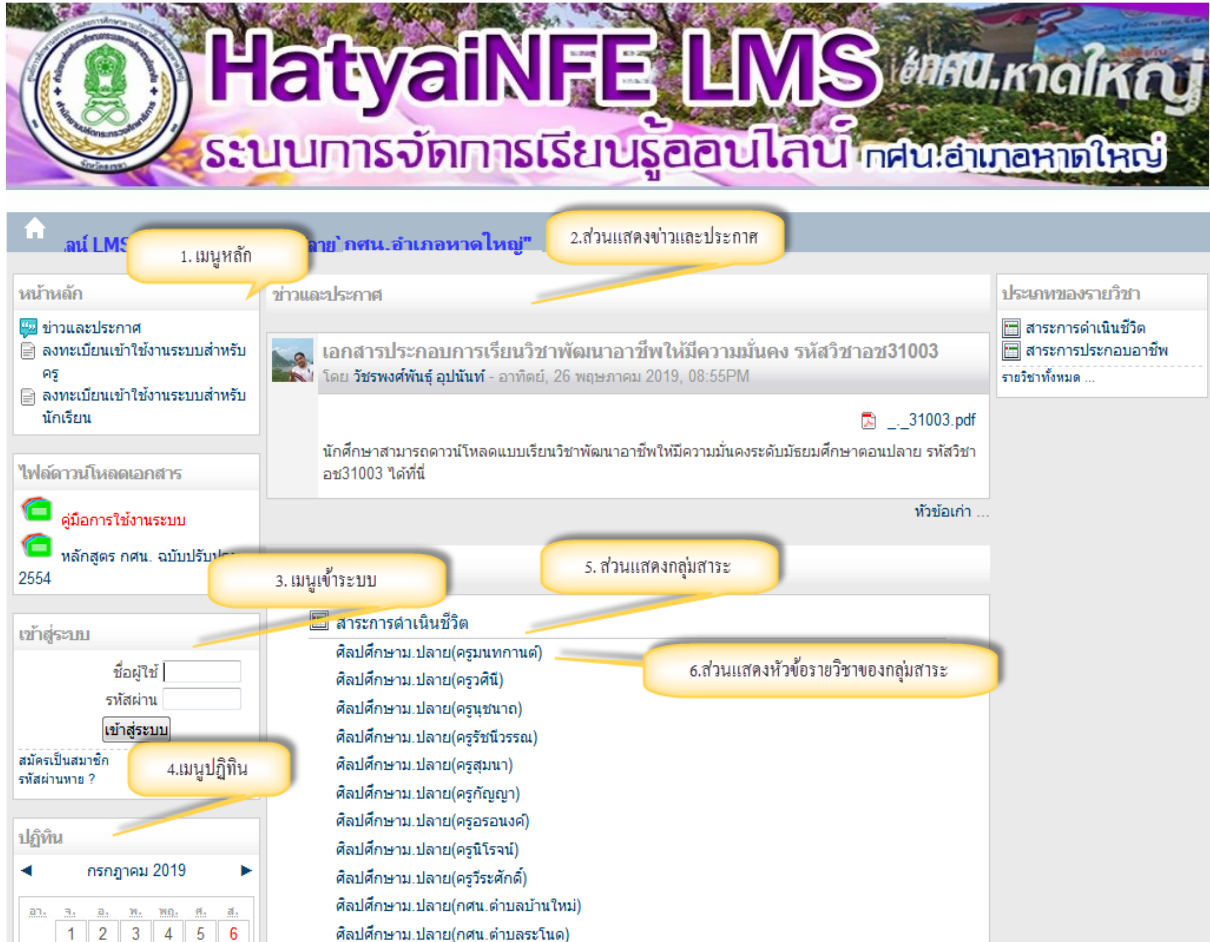 HatyaiNFE LMS
ระบบการจัดการเรียนรู้ออนไลน์ กศน.อำเภอหาดใหญ่
กศน.หาดใหญ่
LMS
กศน.อำเภอหาดใหญ่"
1. เมนูหลัก
2.ส่วนแสดงข่าวและประกาศ
หน้าหลัก
ข่าวและประกาศ
ลงทะเบียนเข้าใช้งานระบบสำหรับ
ครู
ลงทะเบียนเข้าใช้งานระบบสำหรับ
นักเรียน
ไฟล์ดาวน์โหลดเอกสาร
คู่มือการใช้งานระบบ
หลักสูตร กศน. ฉบับปรับปรุง
2554
3. เมนูเข้าระบบ
เข้าสู่ระบบ
ชื่อผู้ใช้
รหัสผ่าน
เข้าสู่ระบบ
สมัครเป็นสมาชิก
รหัสผ่านหาย ?
4.เมนูปฏิทิน
ปฏิทิน
◄ กรกฎาคม 2019 ►
อา. จ. อ. พ. พฤ. ศ. ส.
1 2 3 4 5 6
ข่าวและประกาศ
เอกสารประกอบการเรียนวิชาพัฒนาอาชีพให้มีความมั่นคง รหัสวิชาอช31003
โดย วัชรพงศ์พันธุ์ อุปนันท์ - อาทิตย์, 26 พฤษภาคม 2019, 08:55PM
_._31003.pdf
นักศึกษาสามารถดาวน์โหลดแบบเรียนวิชาพัฒนาอาชีพให้มีความมั่นคงระดับมัธยมศึกษาตอนปลาย รหัสวิชา
อช31003 ได้ที่นี่
หัวข้อเก่า ...
5. ส่วนแสดงกลุ่มสาระ
สาระการดำเนินชีวิต
ศิลปศึกษาม.ปลาย(ครูมนทกานต์)
6.ส่วนแสดงหัวข้อรายวิชาของกลุ่มสาระ
ศิลปศึกษาม.ปลาย(ครูวศินี)
ศิลปศึกษาม.ปลาย(ครูนุชนาถ)
ศิลปศึกษาม.ปลาย(ครูรัชนีวรรณ)
ศิลปศึกษาม.ปลาย(ครูสุมนา)
ศิลปศึกษาม.ปลาย(ครูกัญญา)
ศิลปศึกษาม.ปลาย(ครูอรอนงค์)
ศิลปศึกษาม.ปลาย(ครูนิโรจน์)
ศิลปศึกษาม.ปลาย(ครูวีระศักดิ์)
ศิลปศึกษาม.ปลาย(กศน.ตำบลบ้านใหม่)
ศิลปศึกษาม.ปลาย(กศน.ตำบลระโนด)
ประเภทของรายวิชา
สาระการดำเนินชีวิต
สาระการประกอบอาชีพ
รายวิชาทั้งหมด ...